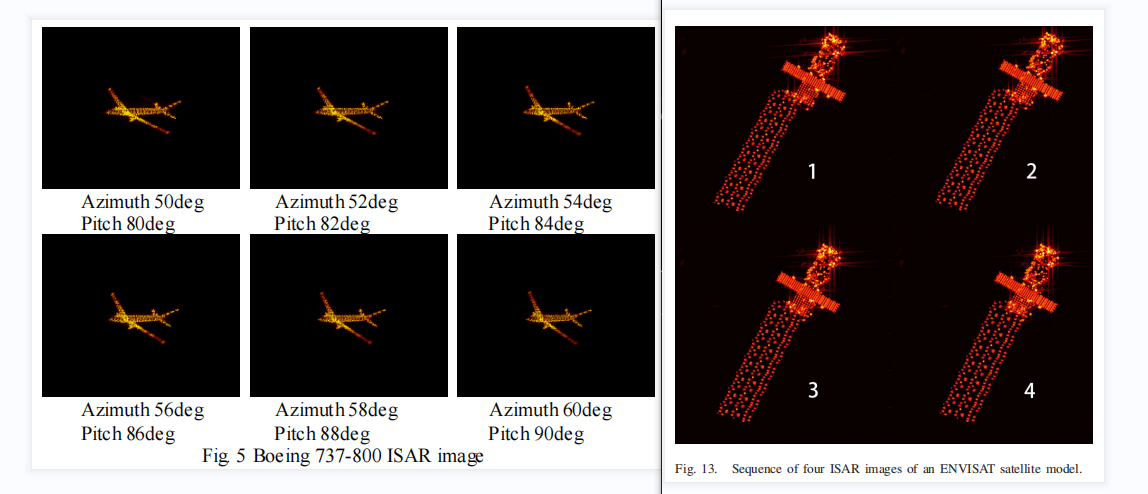 Azimuth 50deg
Pitch 80deg
Azimuth 52deg
Pitch 82deg
Azimuth 54deg
Pitch 84deg
Azimuth 56deg
Pitch 86deg
Azimuth 58deg
Pitch 88deg
Azimuth 60deg
Pitch 90deg
Fig. 5 Boeing 737-800 ISAR image
1
2
3
4
Fig. 13. Sequence of four ISAR images of an ENVISAT satellite model.